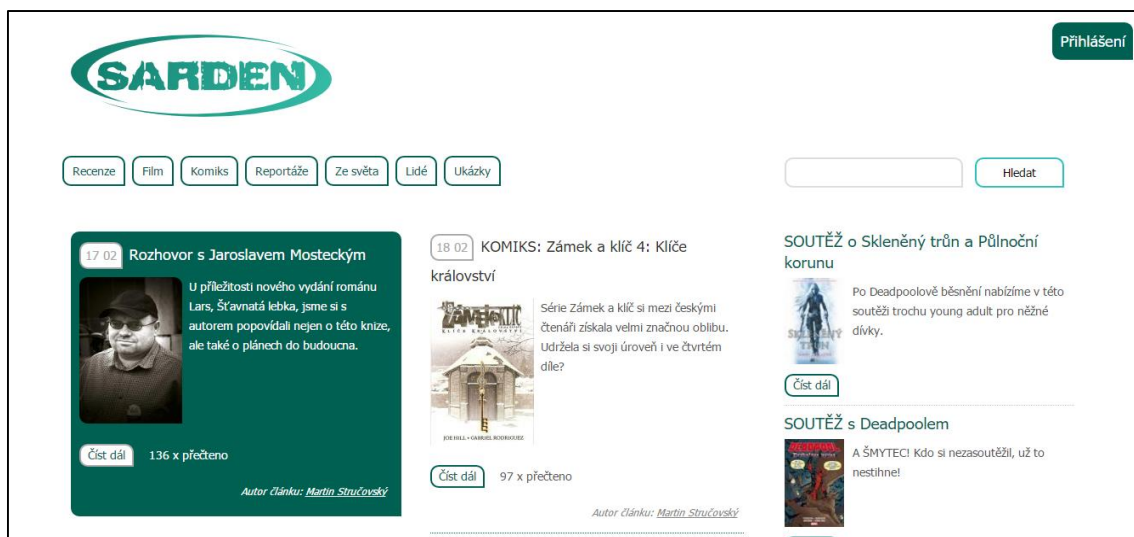 SARDEN
Přihlášení
Recenze
Film
Komiks
Reportáže
Ze světa
Lidé
Ukázky
Hledat
17 02 Rozhovor s Jaroslavem Mosteckým
U příležitosti nového vydání románu
Lars, Šťavnatá lebka, jsme si s
autorem popovídali nejen o této knize,
ale také o plánech do budoucna.
Číst dál 136 x přečteno
Autor článku: Martin Stručovský
18 02 KOMIKS: Zámek a klíč 4: Klíče
království
KLÍČE KRÁLOVSTVÍ
JOE HILL • GABRIEL RODRIGUEZ
Série Zámek a klíč si mezi českými
čtenáři získala velmi značnou oblibu.
Udržela si svoji úroveň i ve čtvrtém
díle?
Číst dál 97 x přečteno
Autor článku: Martin Stručovský
SOUTĚŽ o Skleněný trůn a Půlnoční
korunu
SKLENĚNÝ
TRŮN
Po Deadpoolově běsnění nabízíme v této
soutěži trochu young adult pro něžné
dívky.
Číst dál
SOUTĚŽ s Deadpoolem
DEADPOOL
A ŠMYTEC! Kdo si nezasoutěžil, už to
nestihne!